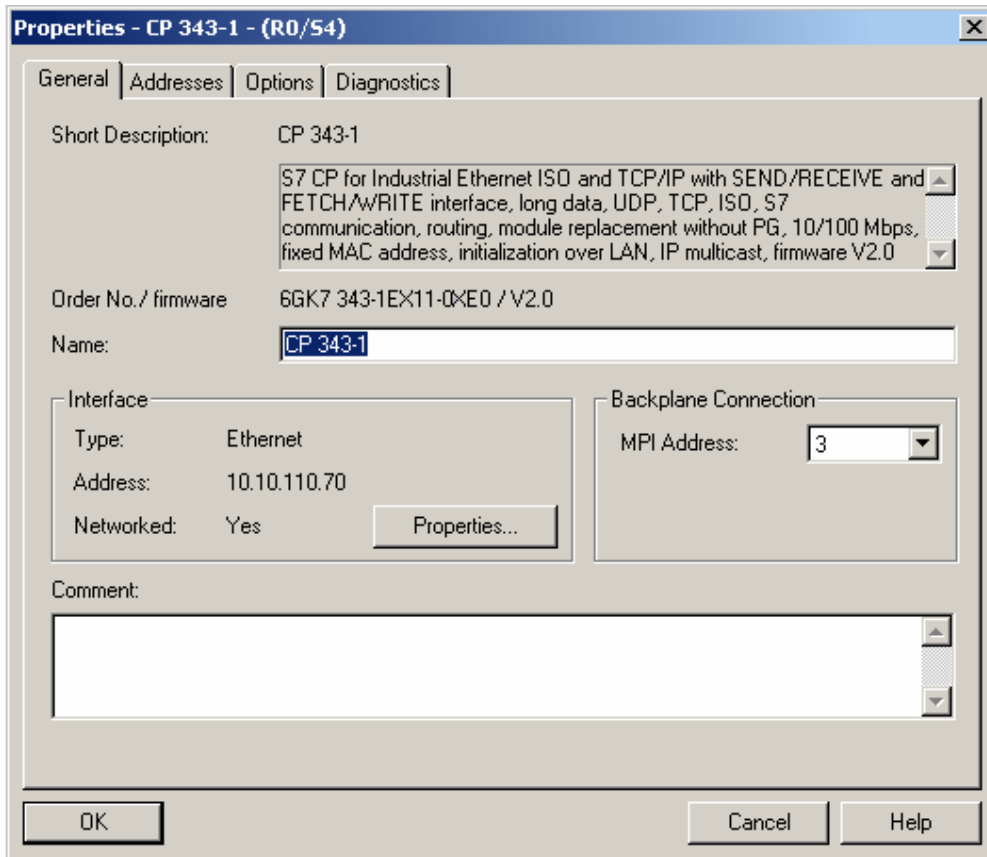 Properties - CP 343-1 - (R0/S4)
General Addresses Options Diagnostics
Short Description: CP 343-1
S7 CP for Industrial Ethernet ISO and TCP/IP with SEND/RECEIVE and
FETCH/WRITE interface, long data, UDP, TCP, ISO, S7
communication, routing, module replacement without PG, 10/100 Mbps,
fixed MAC address, initialization over LAN, IP multicast, firmware V2.0
Order No./ firmware 6GK7 343-1EX11-0XE0 / V2.0
Name: CP 343-1
Interface
Type: Ethernet
Address: 10.10.110.70
Networked: Yes Properties...
Backplane Connection
MPI Address: 3
Comment:
OK Cancel Help